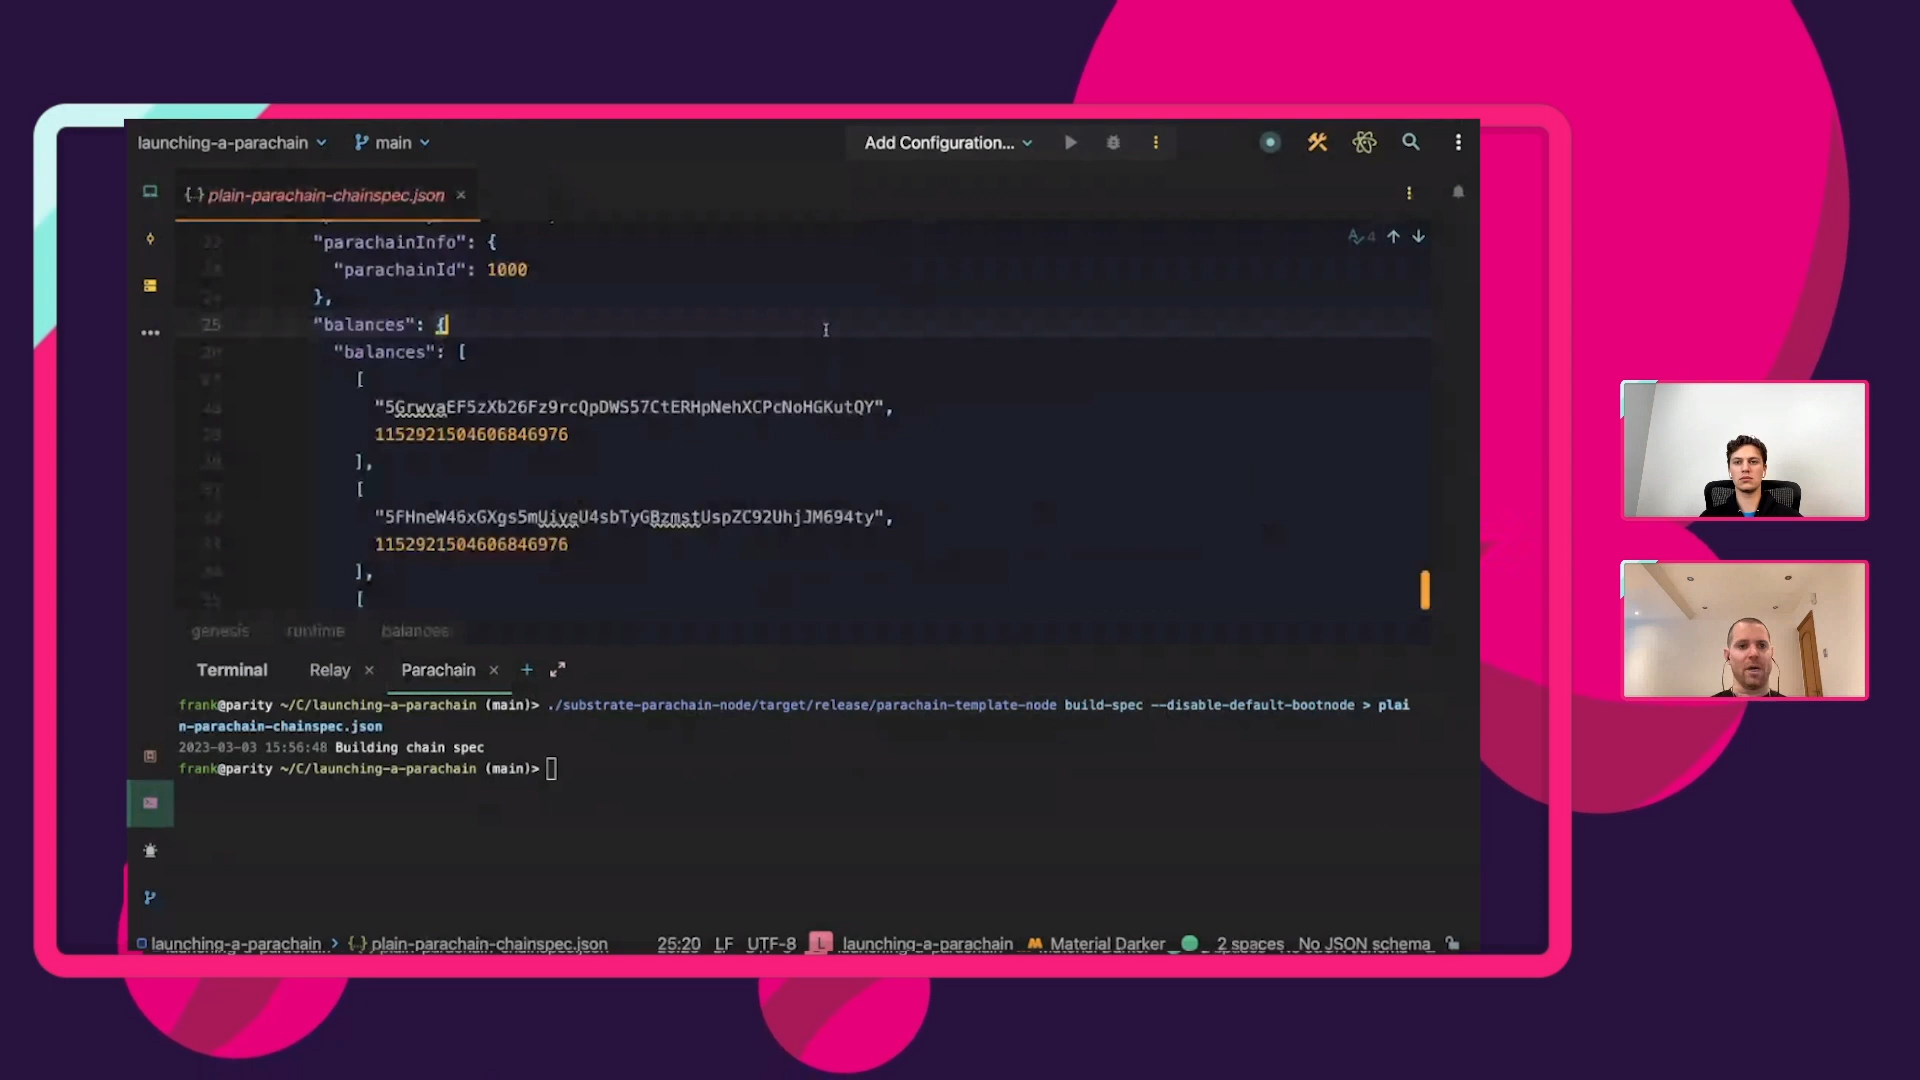 launching-a-parachain main Add Configuration...
{..} plain-parachain-chainspec.json ×
"parachainInfo": {
4
"parachainId": 1000
},
25 "balances": {
"balances": [
[
"5GrwvaEF5zXb26Fz9rcQpDWS57CtERHpNehXCPcNoHGKutQY",
1152921504606846976
],
[
"5FHneW46xGXgs5mUiveU4sbTyGBzmstUspZC92UhjJM694ty",
1152921504606846976
],
[
genesis runtime balances
Terminal Relay × Parachain × +
frank@parity ~/C/launching-a-parachain (main)> ./substrate-parachain-node/target/release/parachain-template-node build-spec --disable-default-bootnode > plai
n-parachain-chainspec.json
2023-03-03 15:56:48 Building chain spec
frank@parity ~/C/launching-a-parachain (main)>
launching-a-parachain > {..} plain-parachain-chainspec.json 25:20 LF UTF-8 L launching-a-parachain Material Darker 2 spaces No JSON schema